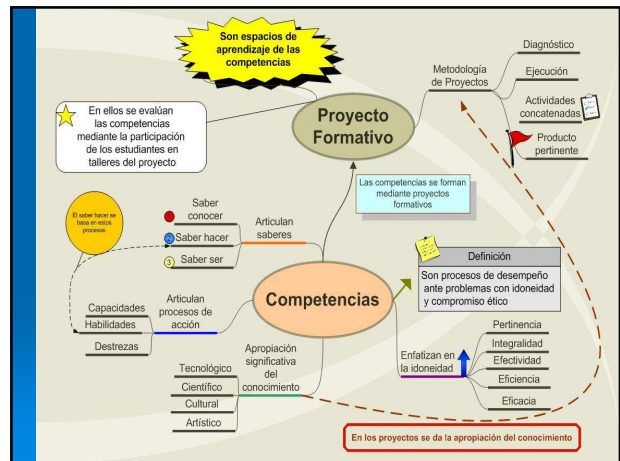 Son espacios de
aprendizaje de las
competencias
En ellos se evalúan
las competencias
mediante la participación
de los estudiantes en
talleres del proyecto
Proyecto
Formativo
Metodología
de Proyectos
Diagnóstico
Ejecución
Actividades
concatenadas
Producto
pertinente
Las competencias se forman
mediante proyectos
formativos
El saber hacer se
basa en estos
procesos
Saber
conocer
2 Saber hacer
3 Saber ser
Articulan
saberes
Definición
Son procesos de desempeño
ante problemas con idoneidad
y compromiso ético
Competencias
Articulan
procesos de
acción
Capacidades
Habilidades
Destrezas
Apropiación
significativa
del
conocimiento
Tecnológico
Científico
Cultural
Artístico
Enfatizan en
la idoneidad
Pertinencia
Integralidad
Efectividad
Eficiencia
Eficacia
En los proyectos se da la apropiación del conocimiento